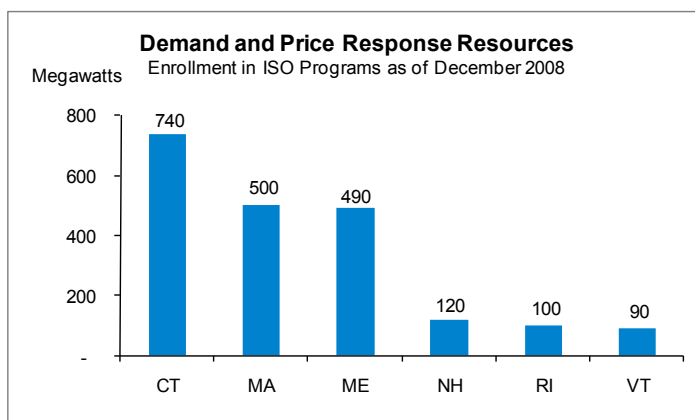 Demand and Price Response Resources
Enrollment in ISO Programs as of December 2008
Megawatts
800
600
400
200
-
740
500
490
120
100
90
CT MA ME NH RI VT